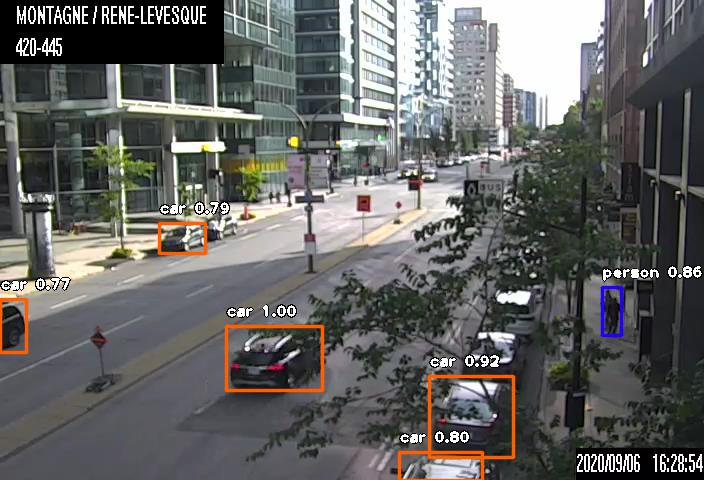 MONTAGNE / RENE-LEVESQUE
420-445
car 0.79
BUS
person 0.86
car 0.77
car 1.00
car 0.92
car 0.80
2020/09/06 16:28:54